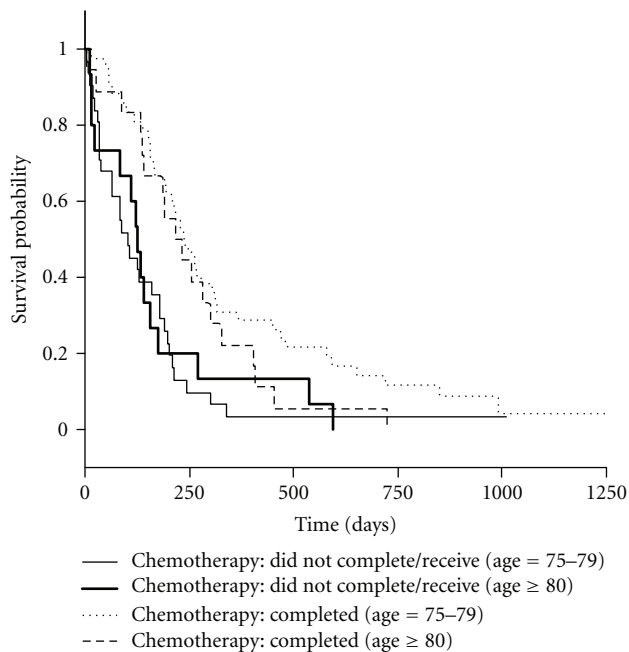 1
0.8
0.6
0.4
0.2
0
Survival probability
0 250 500 750 1000 1250
Time (days)
Chemotherapy: did not complete/receive (age = 75–79)
Chemotherapy: did not complete/receive (age ≥ 80)
Chemotherapy: completed (age = 75–79)
Chemotherapy: completed (age ≥ 80)